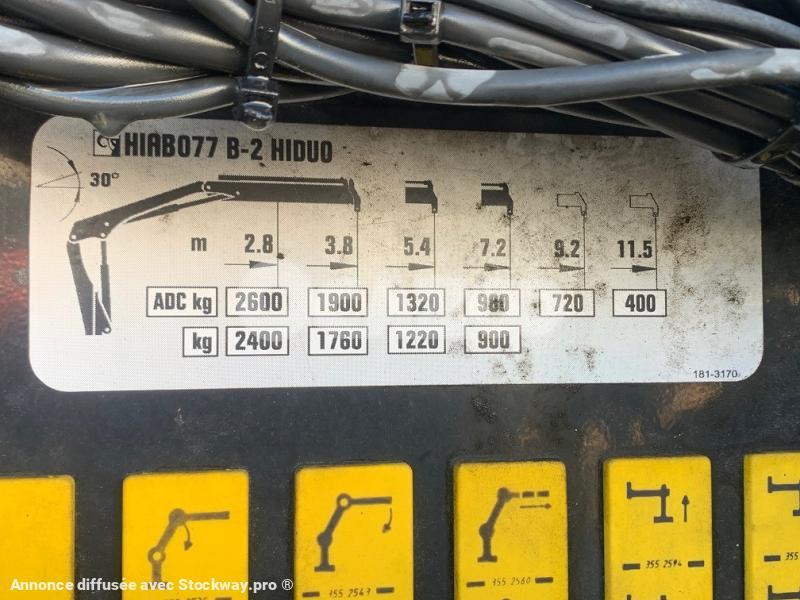 HIAB077 B-2 HIDUO
30°
m 2.8 3.8 5.4 7.2 9.2 11.5
ADC kg 2600 1900 1320 980 720 400
kg 2400 1760 1220 900
181-3170
355 2543 355 2560 355 2594
Annonce diffusée avec Stockway.pro ®